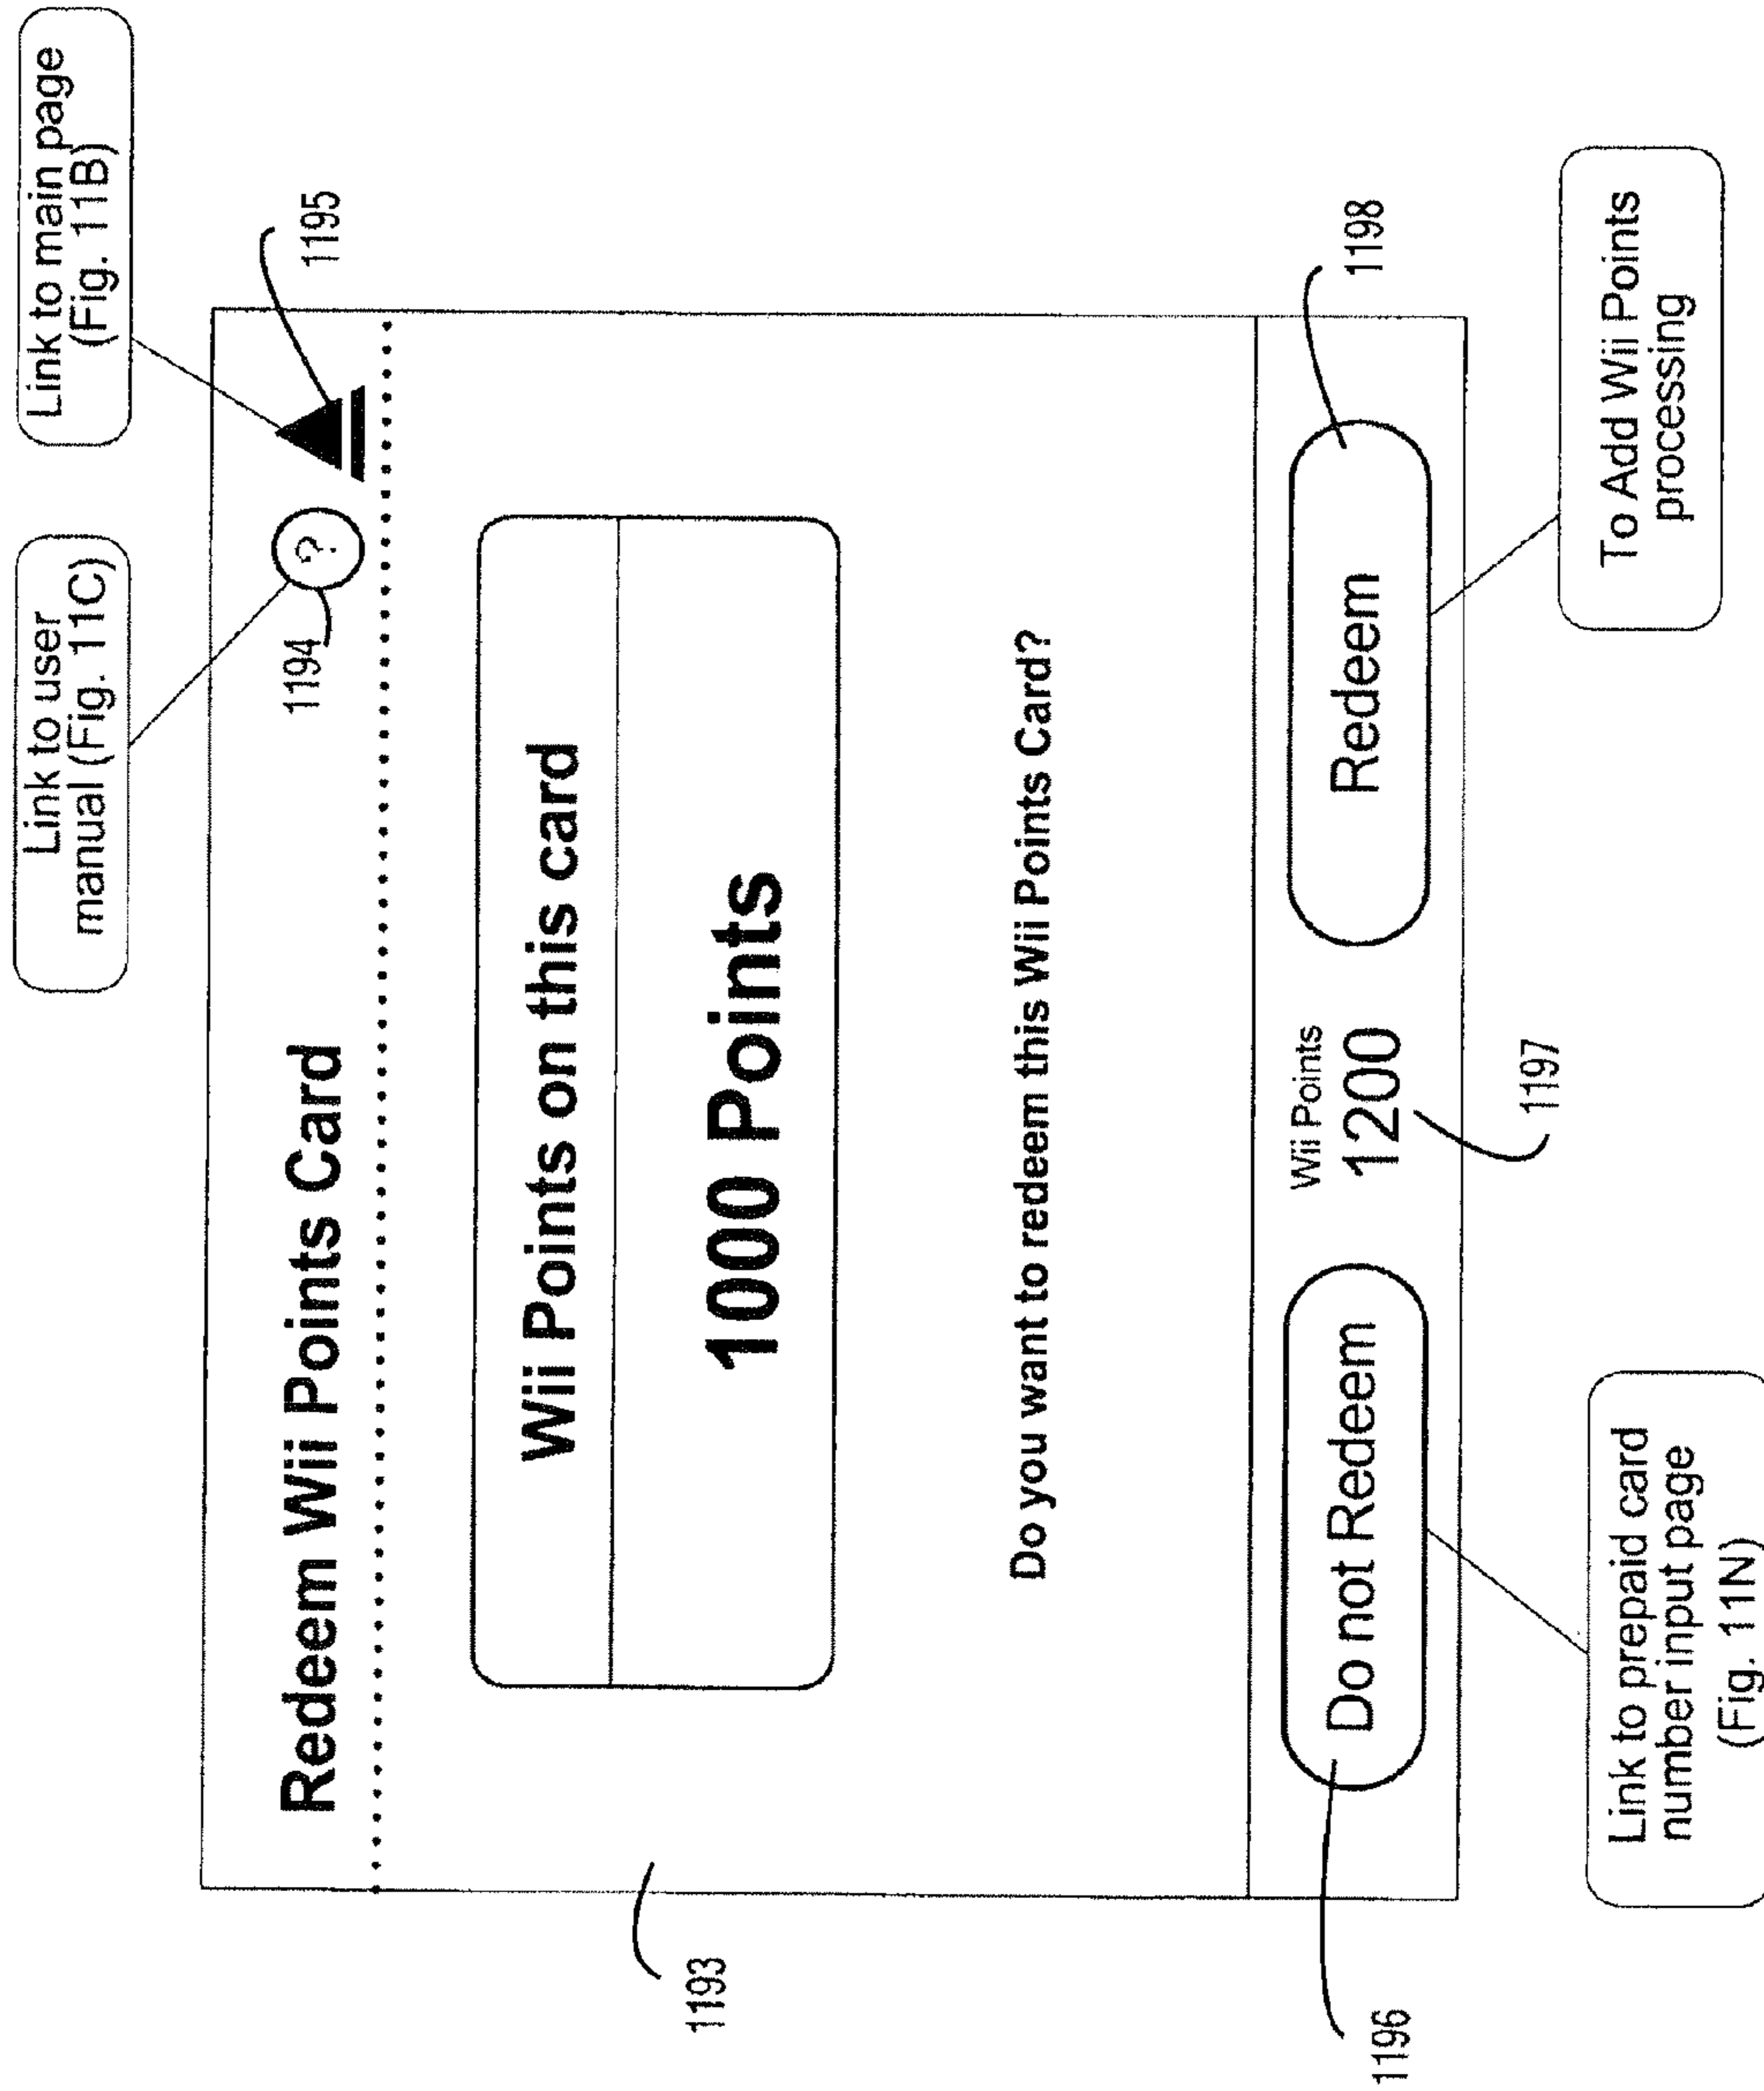 Link to user
manual (Fig. 11C)
Link to main page
(Fig. 11B)
Redeem Wii Points Card
?
1194
1195
Wii Points on this card
1000 Points
1193
Do you want to redeem this Wii Points Card?
Do not Redeem
Wii Points
1200
Redeem
1196
1198
1197
Link to prepaid card
number input page
(Fig. 11N)
To Add Wii Points
processing